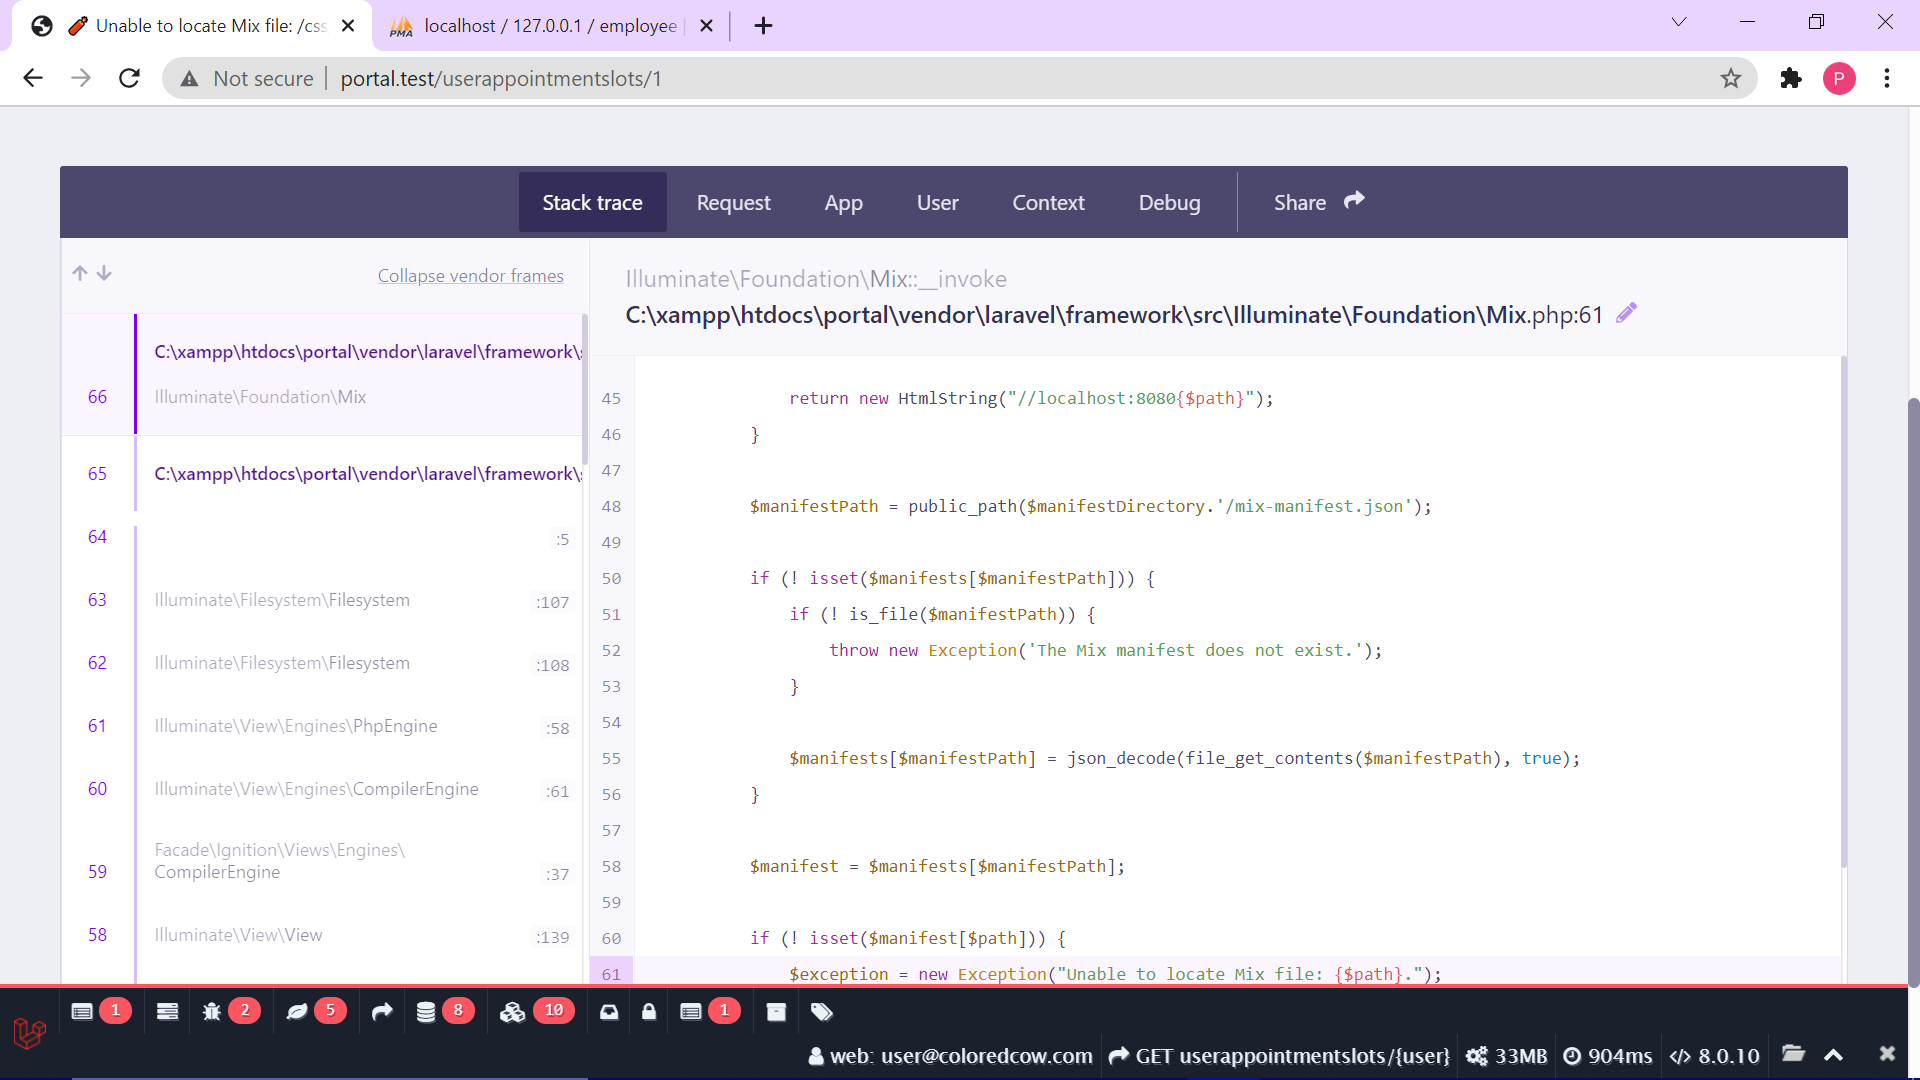 Unable to locate Mix file: /css
PMA
localhost / 127.0.0.1 / employee
Not secure
portal.test/userappointmentslots/1
P
Stack trace
Request
App
User
Context
Debug
Share
Collapse vendor frames
Illuminate\Foundation\Mix::__invoke
C:\xampp\htdocs\portal\vendor\laravel\framework\src\Illuminate\Foundation\Mix.php:61
C:\xampp\htdocs\portal\vendor\laravel\framework\s
66 Illuminate\Foundation\Mix
65 C:\xampp\htdocs\portal\vendor\laravel\framework\s
64 :5
63 Illuminate\Filesystem\Filesystem :107
62 Illuminate\Filesystem\Filesystem :108
61 Illuminate\View\Engines\PhpEngine :58
60 Illuminate\View\Engines\CompilerEngine :61
Facade\Ignition\Views\Engines\
59 CompilerEngine :37
58 Illuminate\View\View :139
45 return new HtmlString("//localhost:8080{$path}");
46 }
47
48 $manifestPath = public_path($manifestDirectory.'/mix-manifest.json');
49
50 if (! isset($manifests[$manifestPath])) {
51 if (! is_file($manifestPath)) {
52 throw new Exception('The Mix manifest does not exist.');
53 }
54
55 $manifests[$manifestPath] = json_decode(file_get_contents($manifestPath), true);
56 }
57
58 $manifest = $manifests[$manifestPath];
59
60 if (! isset($manifest[$path])) {
61 $exception = new Exception("Unable to locate Mix file: {$path}.");
1
2
5
8
10
1
web: user@coloredcow.com
GET userappointmentslots/{user}
33MB
904ms
8.0.10